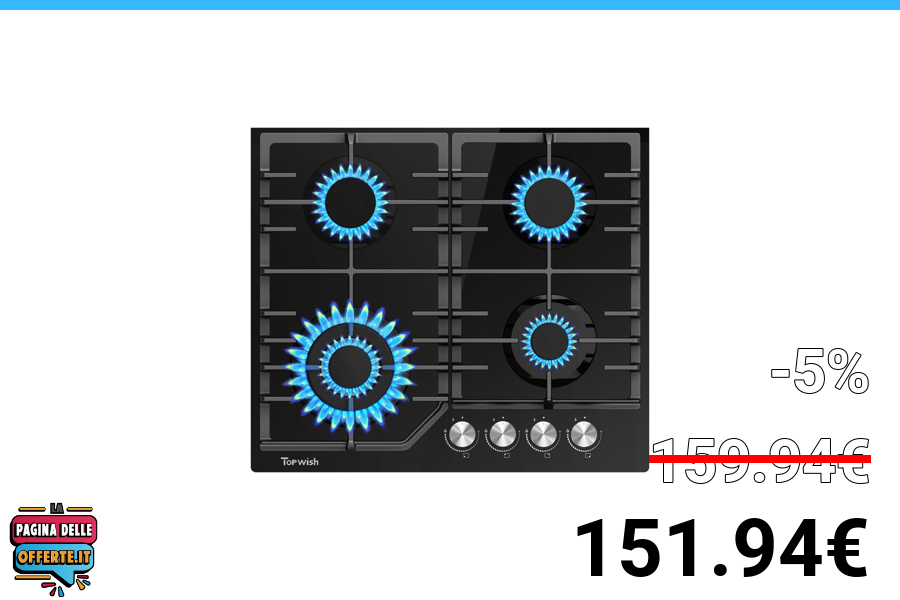 -5%
159.94€
TopWish
151.94€
LA
PAGINA DELLE
OFFERTE.IT